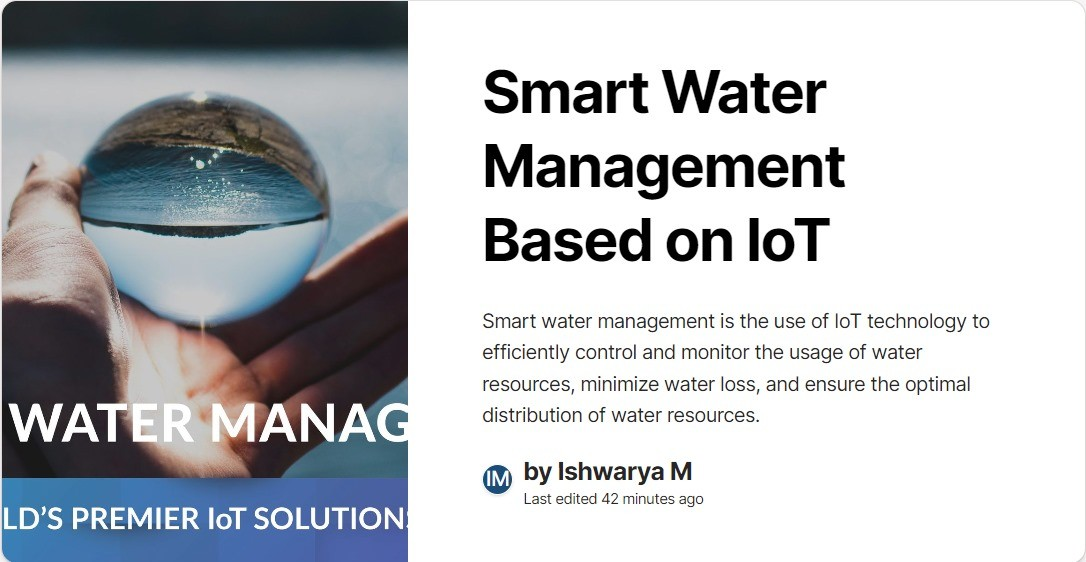 Smart Water
Management
Based on IoT
Smart water management is the use of IoT technology to
efficiently control and monitor the usage of water
resources, minimize water loss, and ensure the optimal
distribution of water resources.
IM
by Ishwarya M
Last edited 42 minutes ago
WATER MANAG
LD'S PREMIER IoT SOLUTIONS